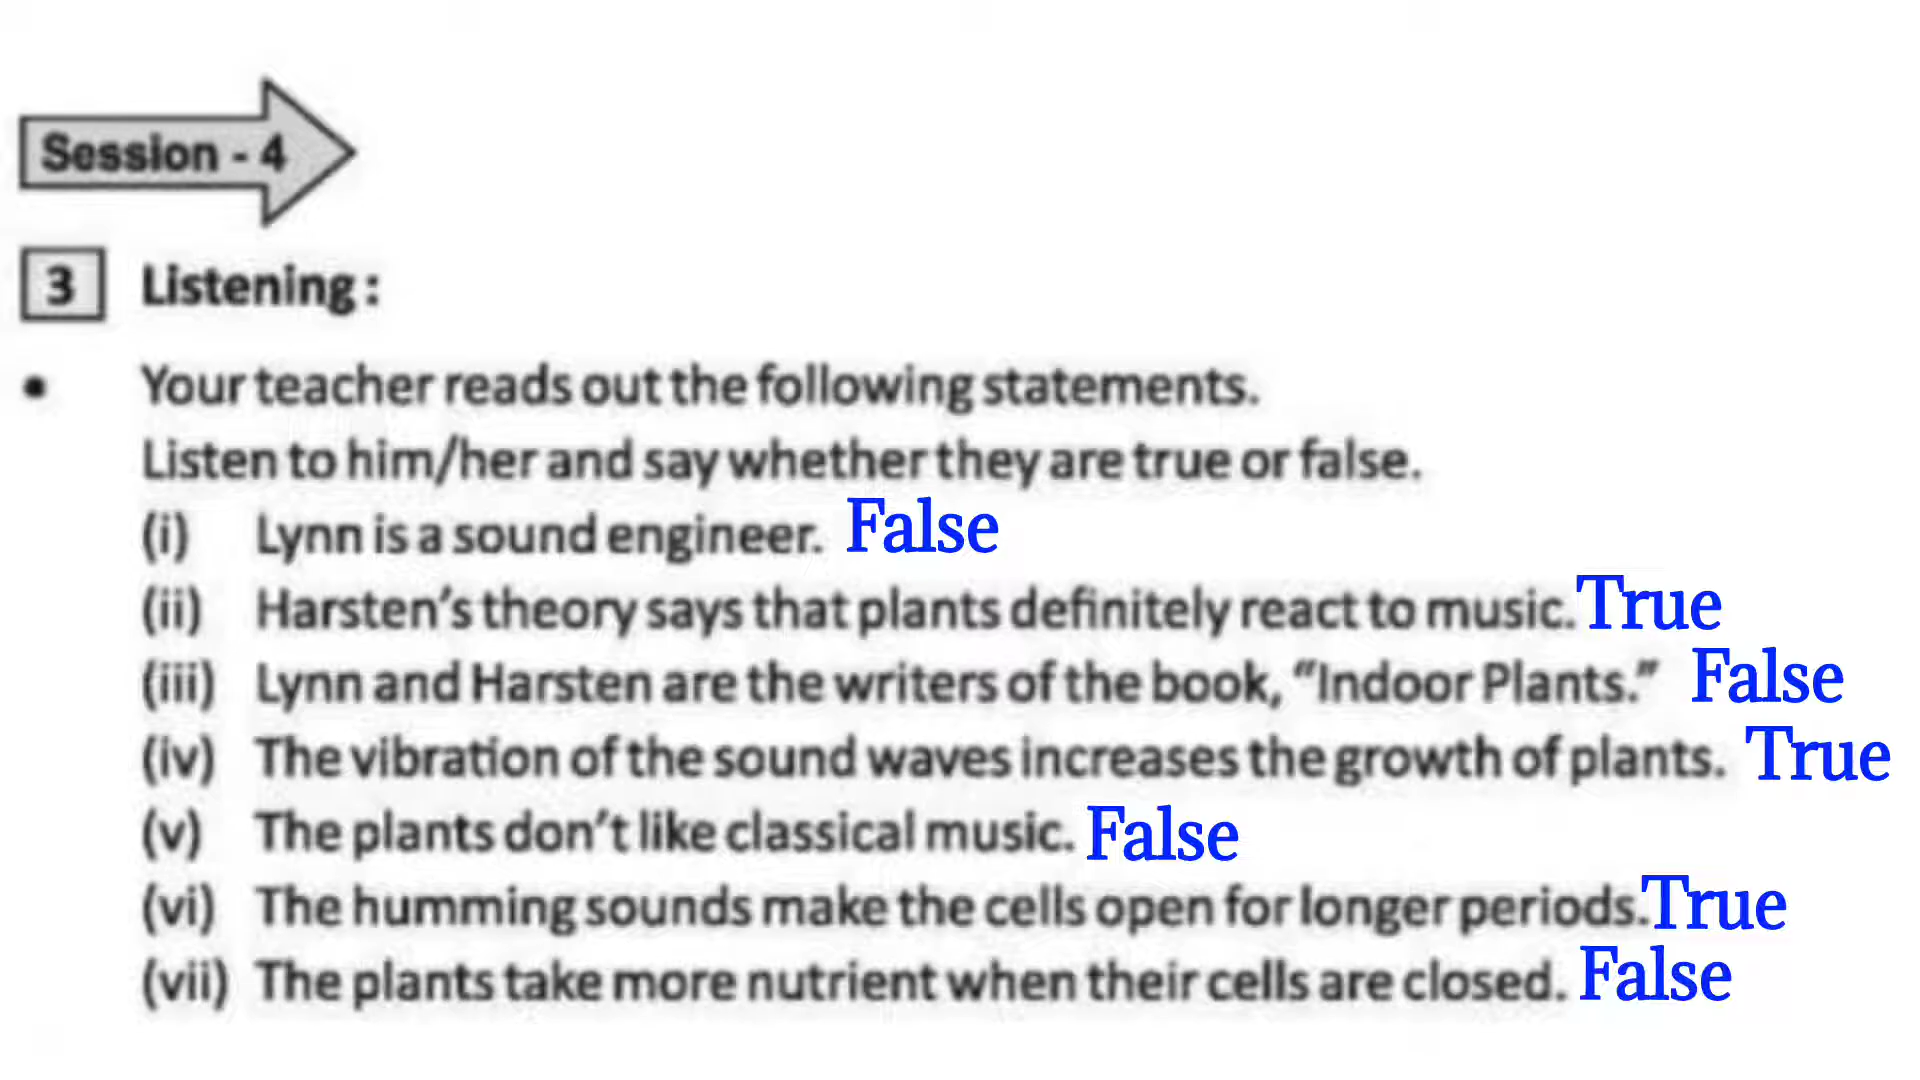 Session - 4
3 Listening :
• Your teacher reads out the following statements.
Listen to him/her and say whether they are true or false.
(i) Lynn is a sound engineer. False
(ii) Harsten's theory says that plants definitely react to music. True
(iii) Lynn and Harsten are the writers of the book, "Indoor Plants." False
(iv) The vibration of the sound waves increases the growth of plants. True
(v) The plants don't like classical music. False
(vi) The humming sounds make the cells open for longer periods. True
(vii) The plants take more nutrient when their cells are closed. False